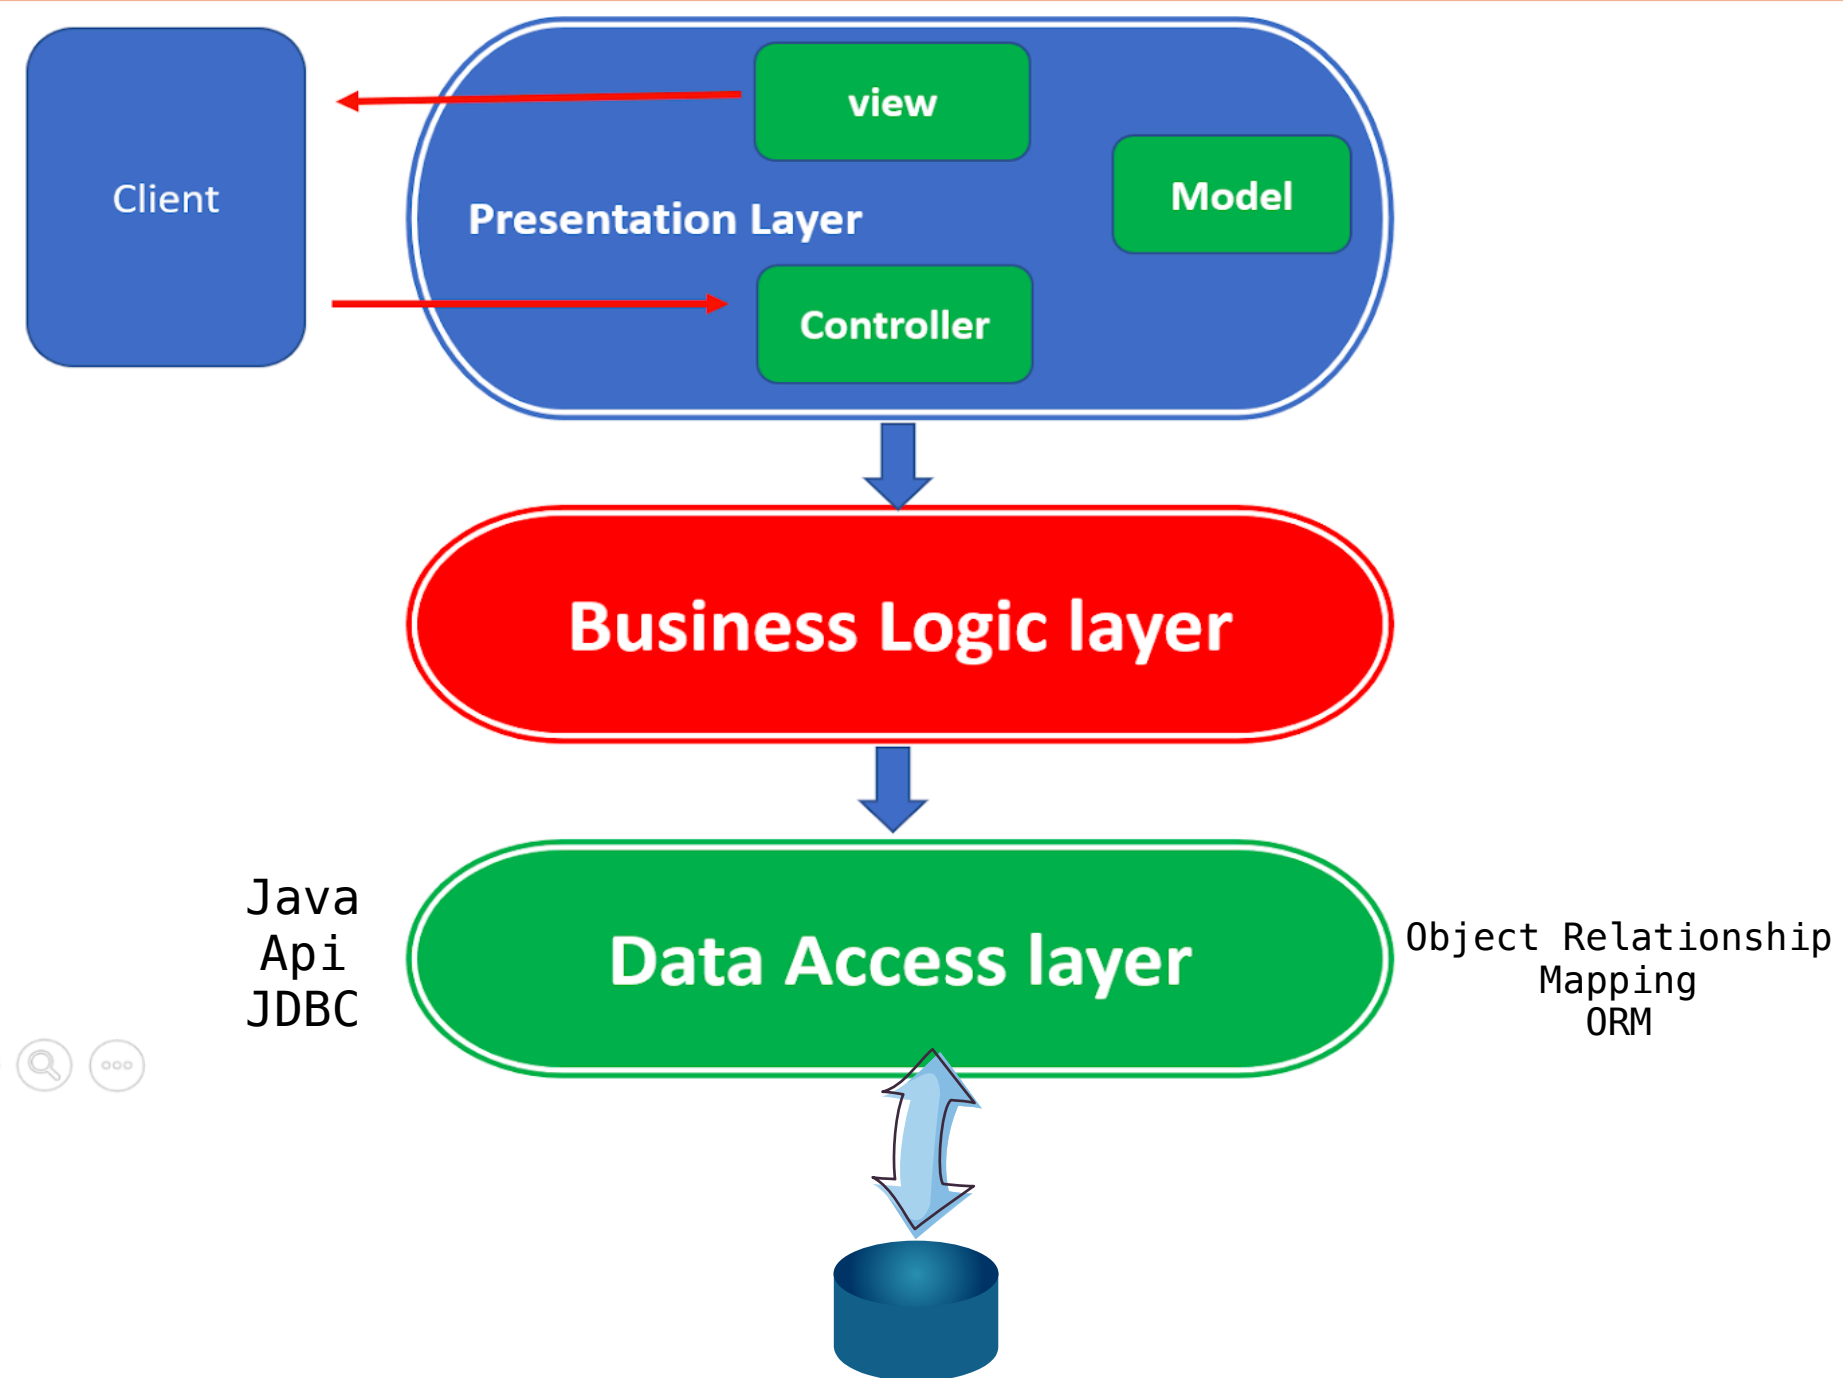 view
Client
Model
Presentation Layer
Controller
Business Logic layer
Java
Api
JDBC
Data Access layer
Object Relationship
Mapping
ORM